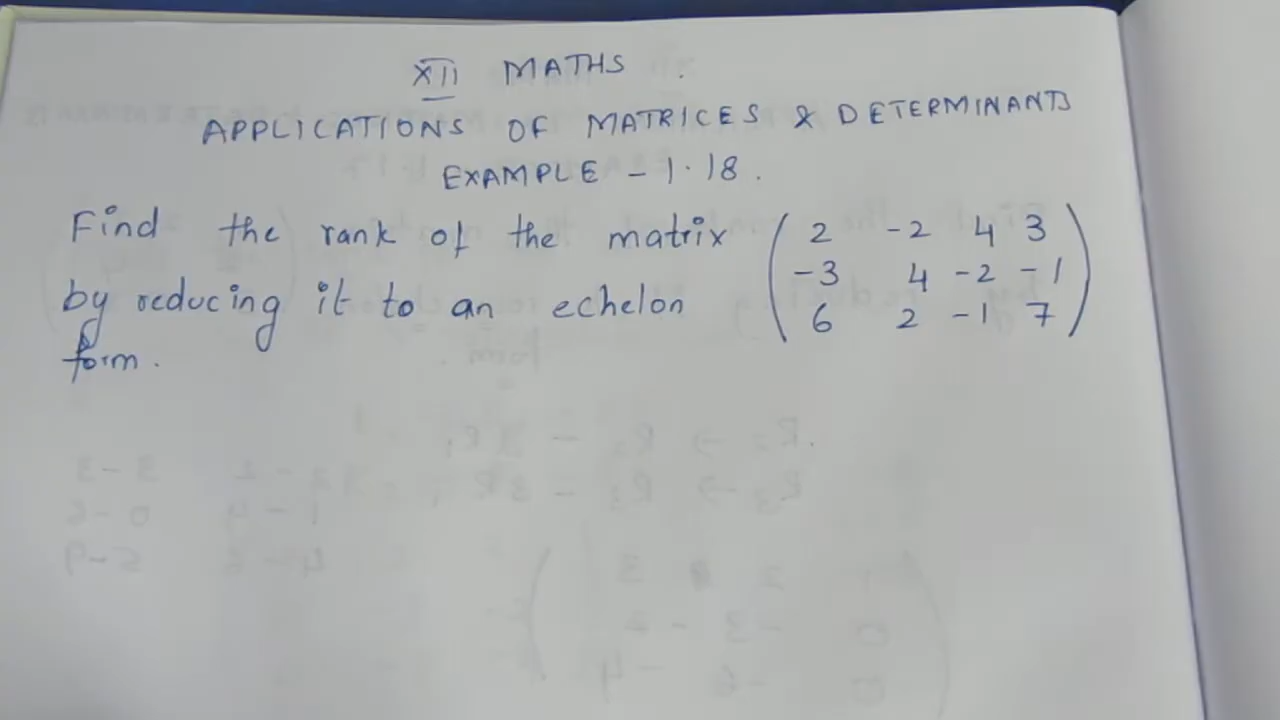 XII MATHS
APPLICATIONS OF MATRICES & DETERMINANTS
EXAMPLE - 1.18.
Find the rank of the matrix
by reducing it to an echelon
form.
2 -2 4 3
-3 4 -2 -1
6 2 -1 7